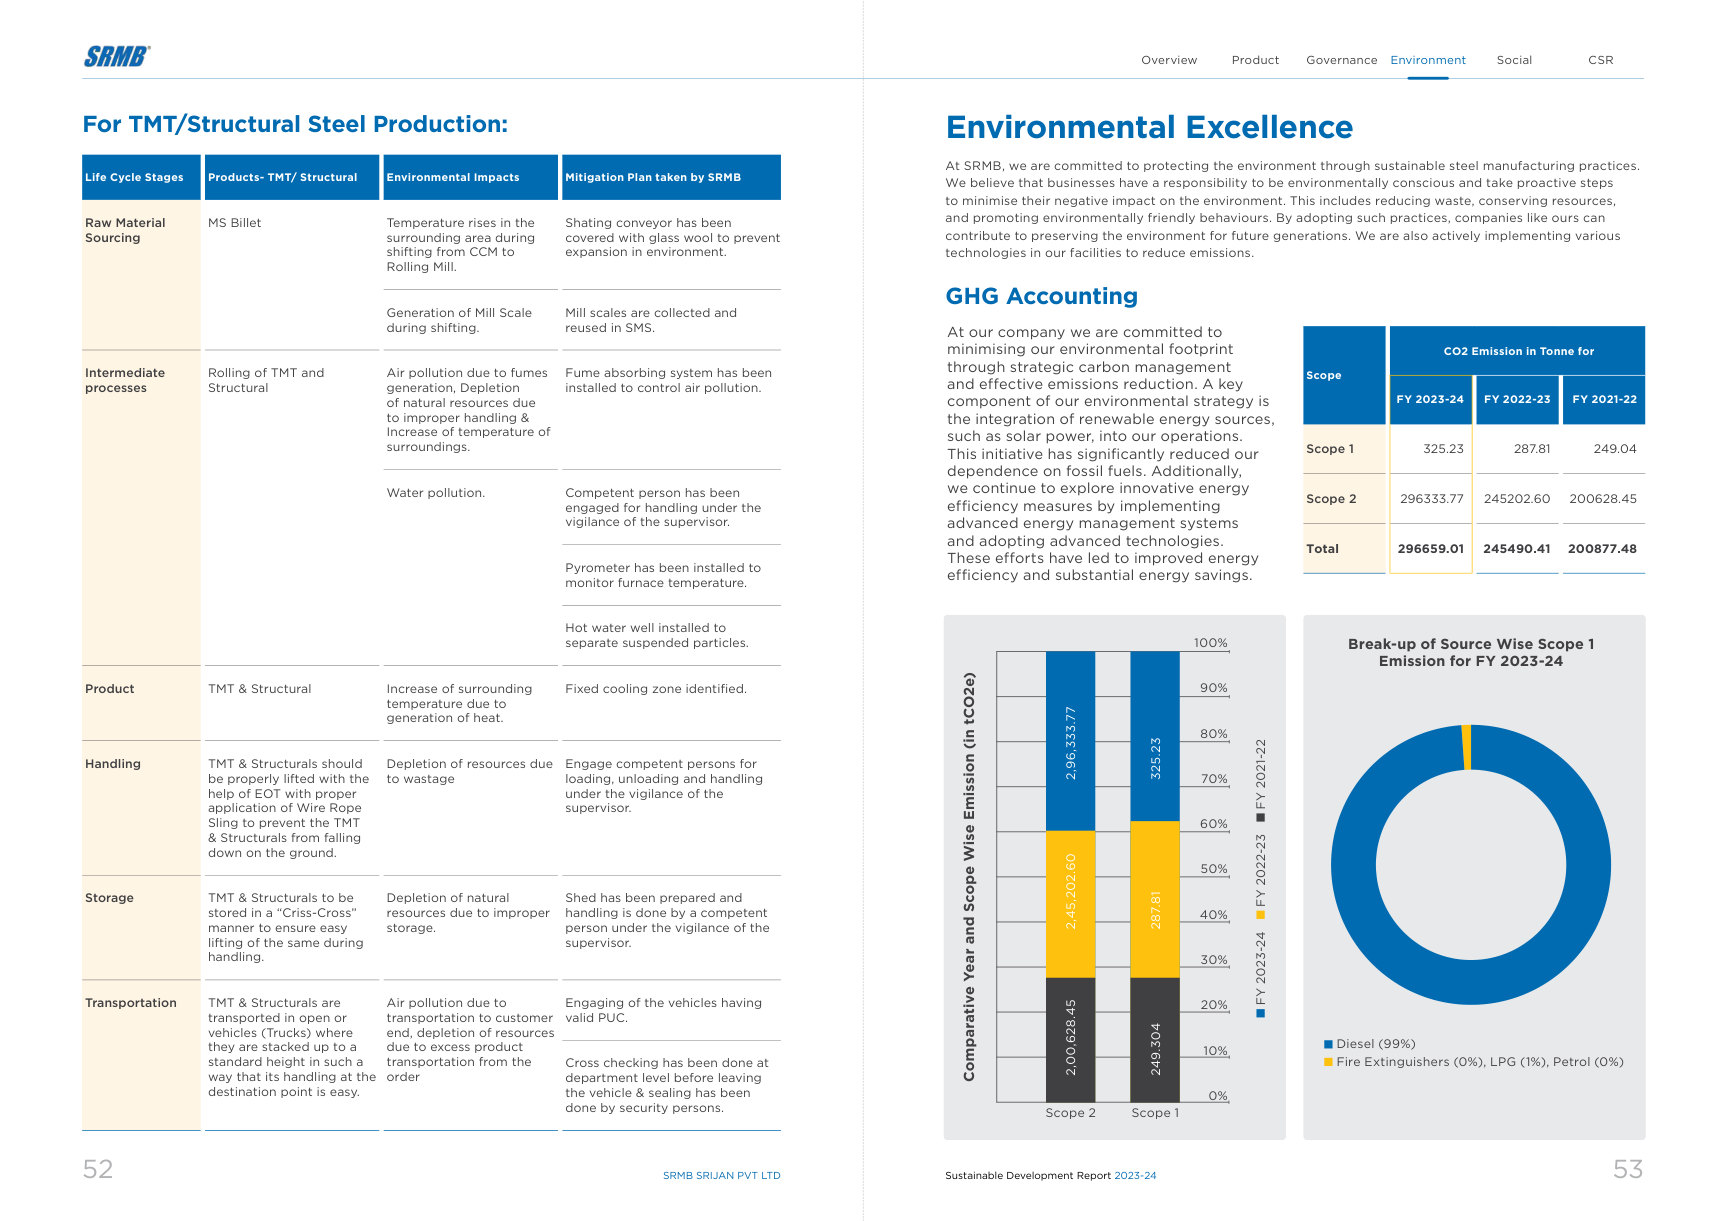 SRMB
Overview Product Governance Environment Social CSR
For TMT/Structural Steel Production:
Life Cycle Stages Products- TMT/ Structural Environmental Impacts Mitigation Plan taken by SRMB
Raw Material
Sourcing
MS Billet
Temperature rises in the
surrounding area during
shifting from CCM to
Rolling Mill.
Shating conveyor has been
covered with glass wool to prevent
expansion in environment.
Generation of Mill Scale
during shifting.
Mill scales are collected and
reused in SMS.
Intermediate
processes
Rolling of TMT and
Structural
Air pollution due to fumes
generation, Depletion
of natural resources due
to improper handling &
Increase of temperature of
surroundings.
Fume absorbing system has been
installed to control air pollution.
Water pollution.
Competent person has been
engaged for handling under the
vigilance of the supervisor.
Pyrometer has been installed to
monitor furnace temperature.
Hot water well installed to
separate suspended particles.
Product
TMT & Structural
Increase of surrounding
temperature due to
generation of heat.
Fixed cooling zone identified.
Handling
TMT & Structurals should
be properly lifted with the
help of EOT with proper
application of Wire Rope
Sling to prevent the TMT
& Structurals from falling
down on the ground.
Depletion of resources due
to wastage
Engage competent persons for
loading, unloading and handling
under the vigilance of the
supervisor.
Storage
TMT & Structurals to be
stored in a “Criss-Cross”
manner to ensure easy
lifting of the same during
handling.
Depletion of natural
resources due to improper
storage.
Shed has been prepared and
handling is done by a competent
person under the vigilance of the
supervisor.
Transportation
TMT & Structurals are
transported in open or
vehicles (Trucks) where
they are stacked up to a
standard height in such a
way that its handling at the
destination point is easy.
Air pollution due to
transportation to customer
end, depletion of resources
due to excess product
transportation from the
order
Engaging of the vehicles having
valid PUC.
Cross checking has been done at
department level before leaving
the vehicle & sealing has been
done by security persons.
52
SRMB SRIJAN PVT LTD
Environmental Excellence
At SRMB, we are committed to protecting the environment through sustainable steel manufacturing practices.
We believe that businesses have a responsibility to be environmentally conscious and take proactive steps
to minimise their negative impact on the environment. This includes reducing waste, conserving resources,
and promoting environmentally friendly behaviours. By adopting such practices, companies like ours can
contribute to preserving the environment for future generations. We are also actively implementing various
technologies in our facilities to reduce emissions.
GHG Accounting
At our company we are committed to
minimising our environmental footprint
through strategic carbon management
and effective emissions reduction. A key
component of our environmental strategy is
the integration of renewable energy sources,
such as solar power, into our operations.
This initiative has significantly reduced our
dependence on fossil fuels. Additionally,
we continue to explore innovative energy
efficiency measures by implementing
advanced energy management systems
and adopting advanced technologies.
These efforts have led to improved energy
efficiency and substantial energy savings.
Scope
CO2 Emission in Tonne for
FY 2023-24 FY 2022-23 FY 2021-22
Scope 1 325.23 287.81 249.04
Scope 2 296333.77 245202.60 200628.45
Total 296659.01 245490.41 200877.48
Comparative Year and Scope Wise Emission (in tCO2e)
100%
90%
80%
70%
60%
50%
40%
30%
20%
10%
0%
2,96,333.77
2,45,202.60
2,00,628.45
325.23
287.81
249.304
Scope 2 Scope 1
FY 2023-24 FY 2022-23 FY 2021-22
Break-up of Source Wise Scope 1
Emission for FY 2023-24
Diesel (99%)
Fire Extinguishers (0%), LPG (1%), Petrol (0%)
Sustainable Development Report 2023-24
53